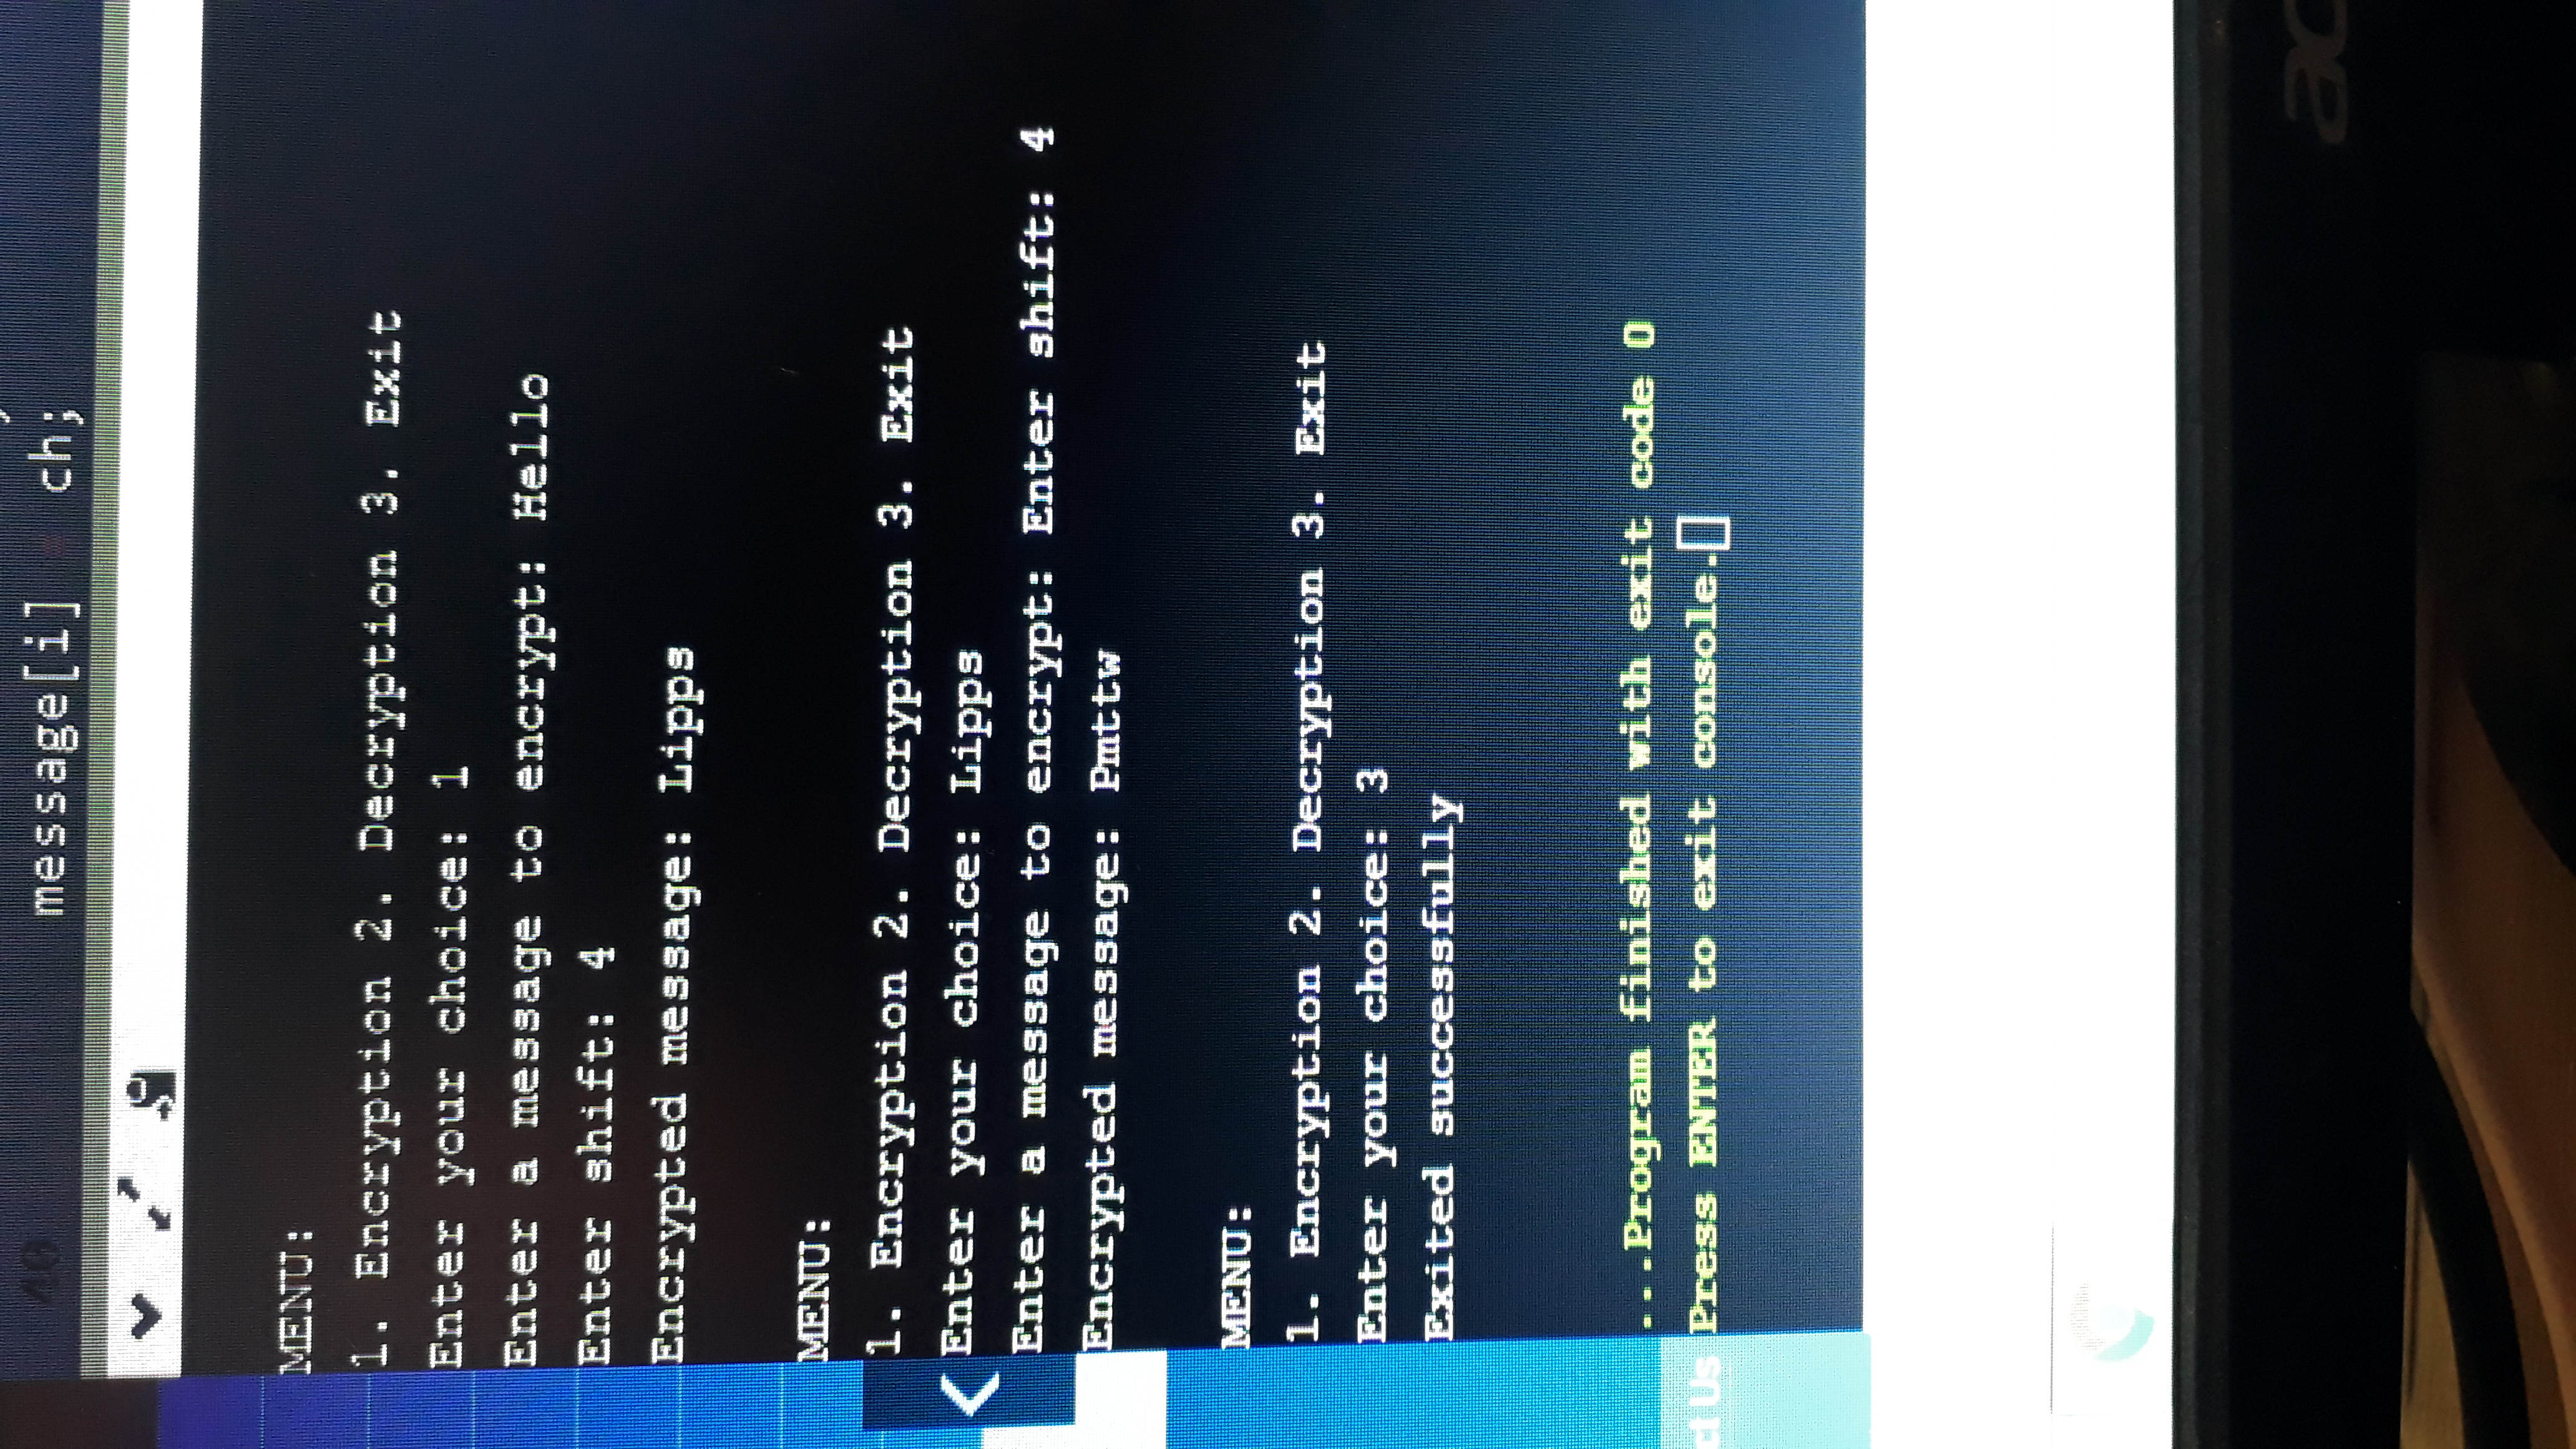 46 message[i] ch;
MENU:
1. Encryption 2. Decryption 3. Exit
Enter your choice: 1
Enter a message to encrypt: Hello
Enter shift: 4
Encrypted message: Lipps
MENU:
1. Encryption 2. Decryption 3. Exit
Enter your choice: Lipps
Enter a message to encrypt: Enter shift: 4
Encrypted message: Pmttw
MENU:
1. Encryption 2. Decryption 3. Exit
Enter your choice: 3
Exited successfully
...Program finished with exit code 0
ct Us
Press ENTER to exit console.